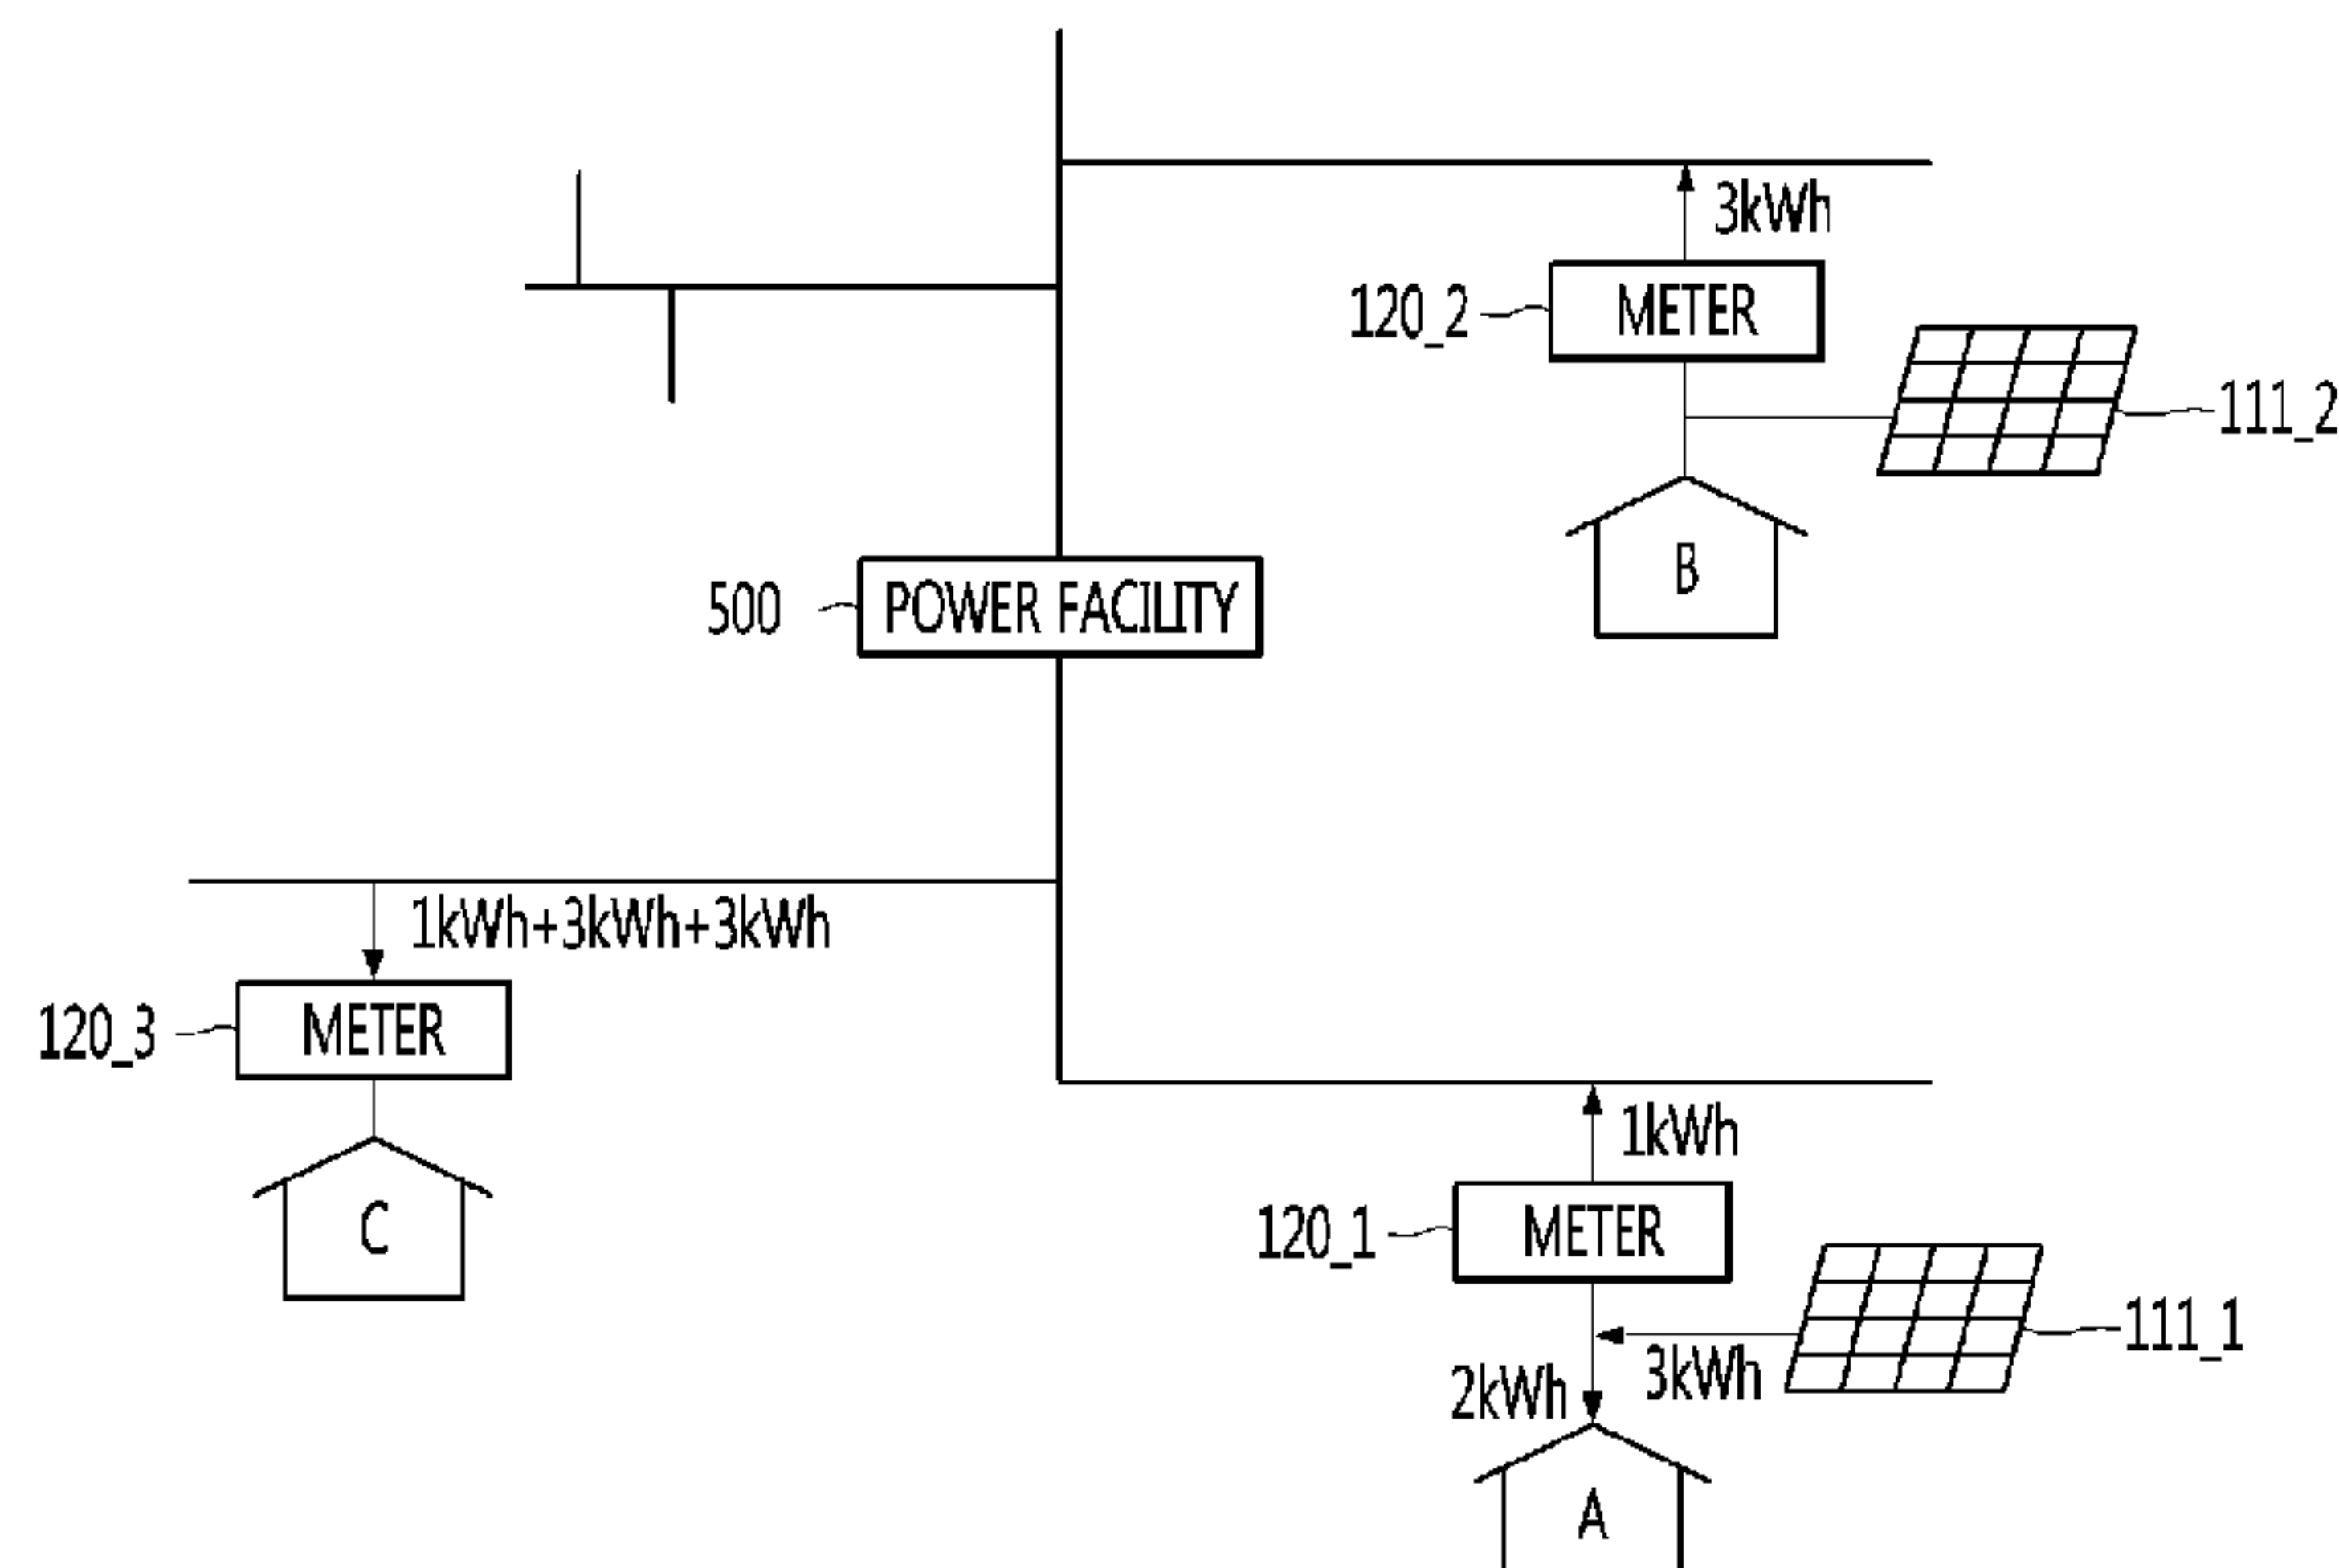 3kWh
120_2
METER
111_2
B
500
POWER FACILITY
1kWh+3kWh+3kWh
120_3
METER
C
1kWh
120_1
METER
111_1
2kWh
3kWh
A